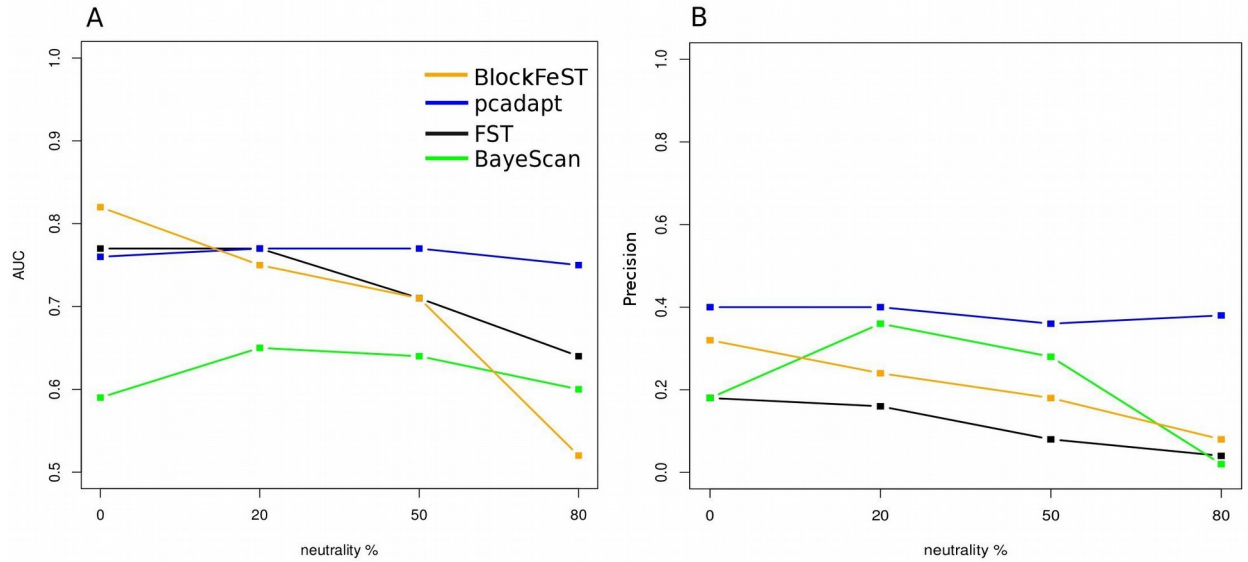 A
1.0
0.9
0.8
0.7
0.6
0.5
AUC
BlockFeST
pcadapt
FST
BayeScan
0 20 50 80
neutrality %
B
1.0
0.8
0.6
0.4
0.2
0.0
Precision
0 20 50 80
neutrality %